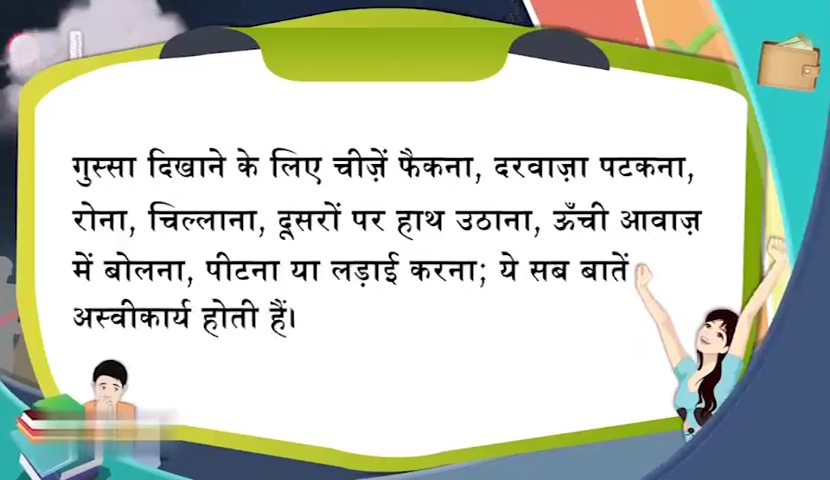 गुस्सा दिखाने के लिए चीज़ें फैकना, दरवाज़ा पटकना,
रोना, चिल्लाना, दूसरों पर हाथ उठाना, ऊँची आवाज़
में बोलना, पीटना या लड़ाई करना; ये सब बातें
अस्वीकार्य होती हैं।